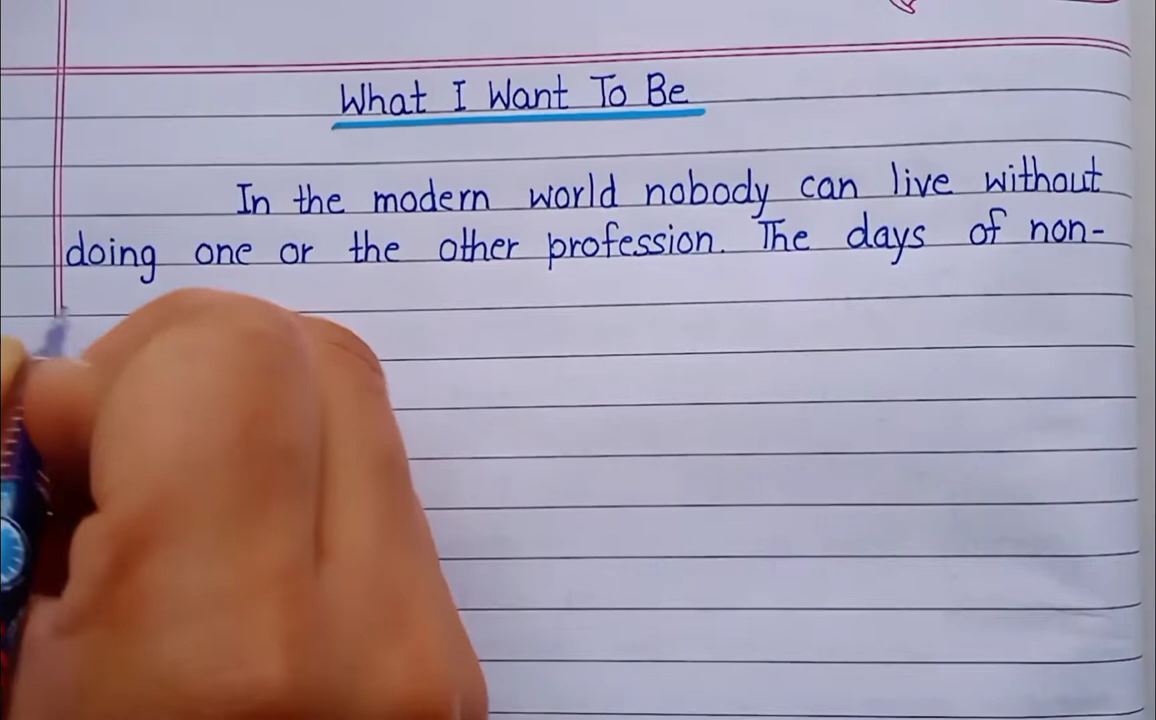 What I Want To Be
In the modern world nobody can live without
doing one or the other profession. The days of non-